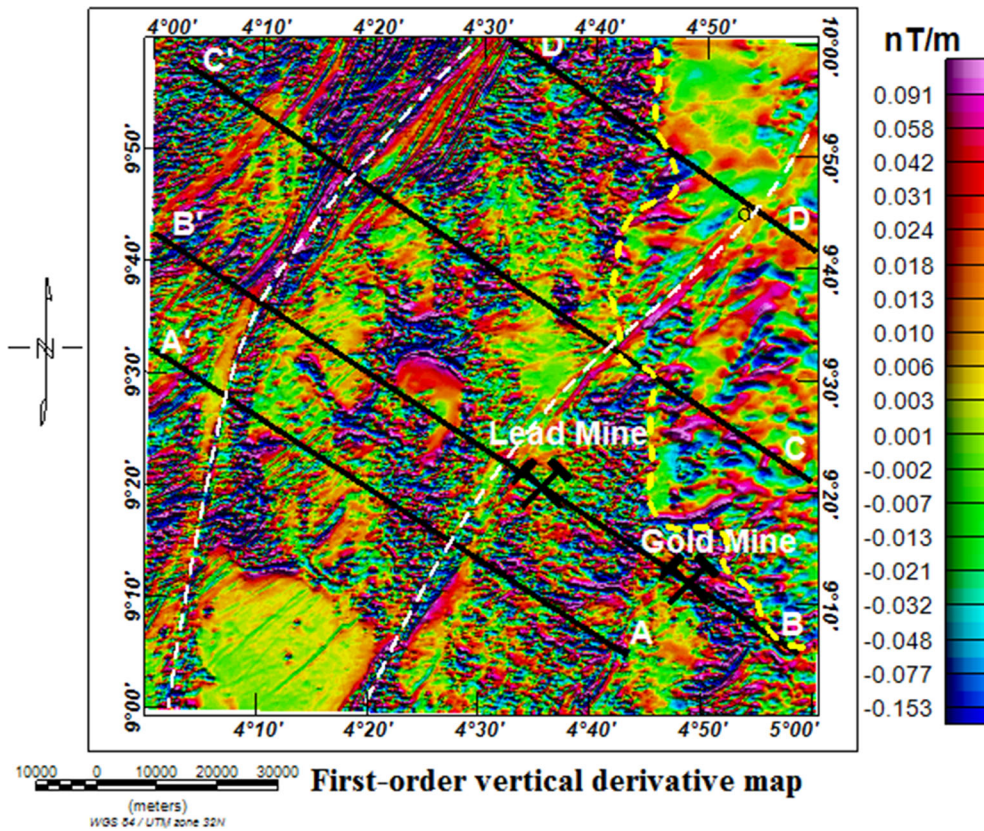 4°00' 4°10' 4°20' 4°30' 4°40' 4°50' 10°00'
nT/m
C'
D
9°50'
9°50'
B'
a
D
9°40'
9°40'
N
A'
9°30'
9°30'
Lead Mine
C
9°20'
9°20'
Gold Mine
9°10'
9°10'
A
B
9°00'
4°10' 4°20' 4°30' 4°40' 4°50' 5°00'
0.091
0.058
0.042
0.031
0.024
0.018
0.013
0.010
0.006
0.003
0.001
-0.002
-0.007
-0.013
-0.021
-0.032
-0.048
-0.077
-0.153
10000 0 10000 20000 30000
(meters)
WGS 84 / UTM zone 32N
First-order vertical derivative map